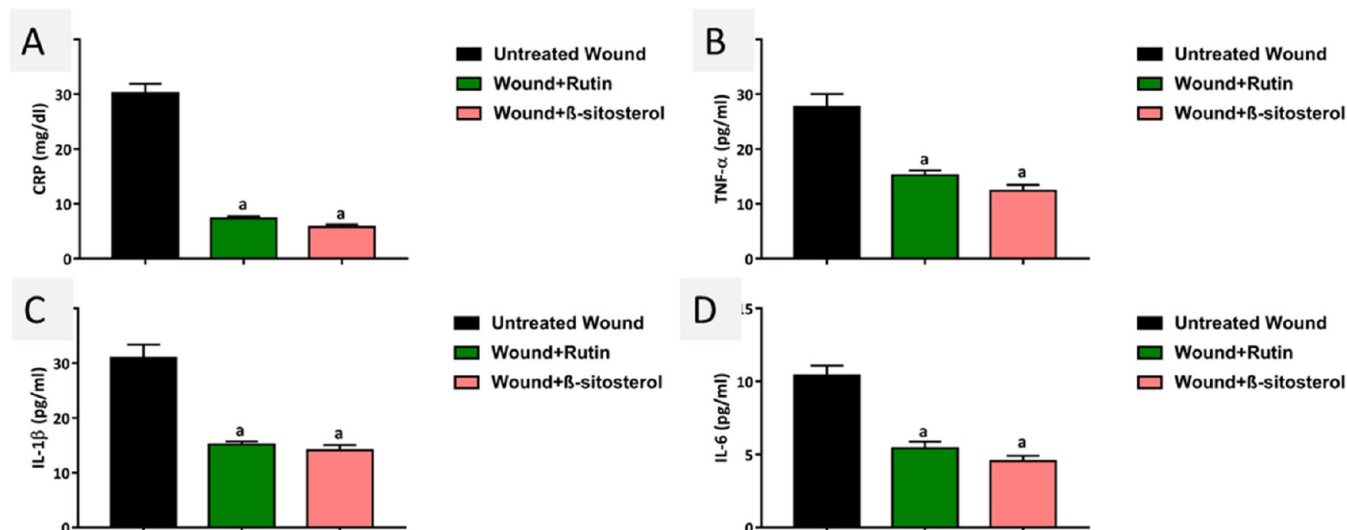 A
CRP (mg/dl)
30
20
10
0
a
a
Untreated Wound
Wound+Rutin
Wound+ß-sitosterol
B
TNF-α (pg/ml)
30
20
10
0
a
a
Untreated Wound
Wound+Rutin
Wound+ß-sitosterol
C
IL-1β (pg/ml)
30
20
10
0
a
a
Untreated Wound
Wound+Rutin
Wound+ß-sitosterol
D
IL-6 (pg/ml)
15
10
5
0
a
a
Untreated Wound
Wound+Rutin
Wound+ß-sitosterol